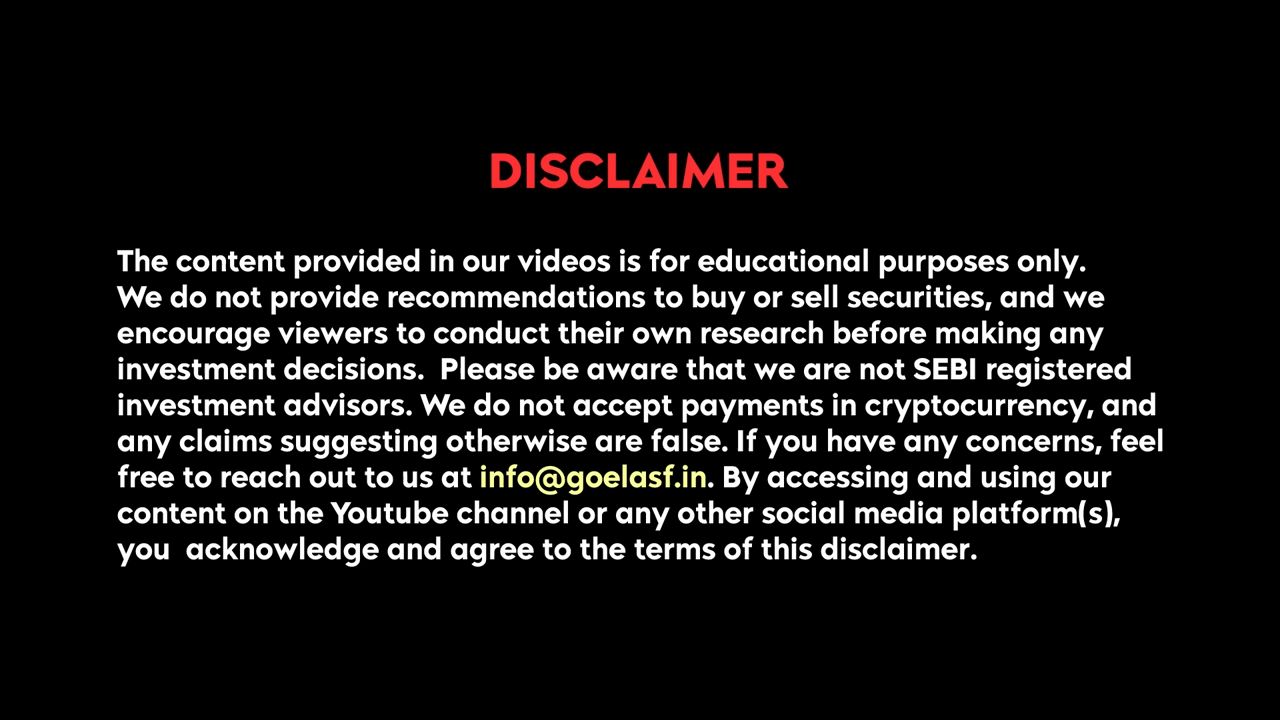 DISCLAIMER
The content provided in our videos is for educational purposes only.
We do not provide recommendations to buy or sell securities, and we
encourage viewers to conduct their own research before making any
investment decisions.  Please be aware that we are not SEBI registered
investment advisors. We do not accept payments in cryptocurrency, and
any claims suggesting otherwise are false. If you have any concerns, feel
free to reach out to us at info@goelasf.in. By accessing and using our
content on the Youtube channel or any other social media platform(s),
you  acknowledge and agree to the terms of this disclaimer.